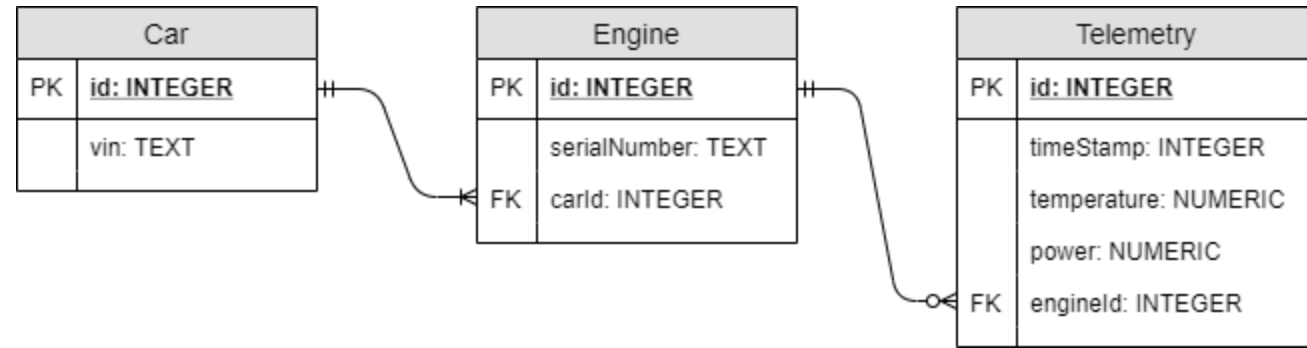 Car
PK id: INTEGER
vin: TEXT
Engine
PK id: INTEGER
serialNumber: TEXT
FK carId: INTEGER
Telemetry
PK id: INTEGER
timeStamp: INTEGER
temperature: NUMERIC
power: NUMERIC
FK engineId: INTEGER